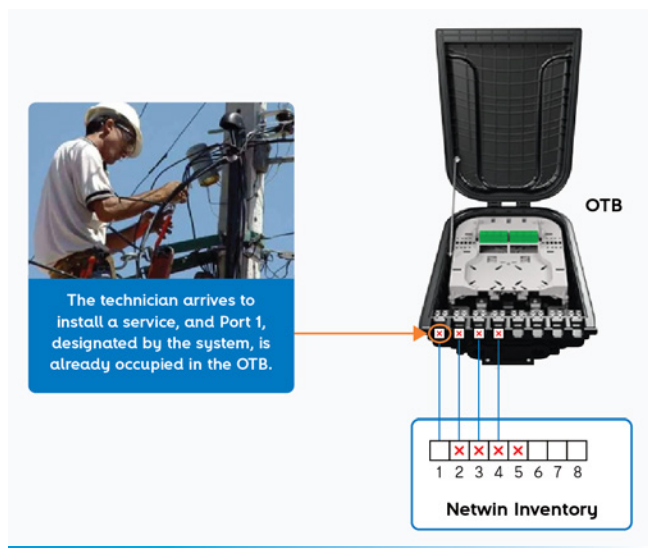 OTB
The technician arrives to
install a service, and Port 1,
designated by the system, is
already occupied in the OTB.
1 2 3 4 5 6 7 8
Netwin Inventory